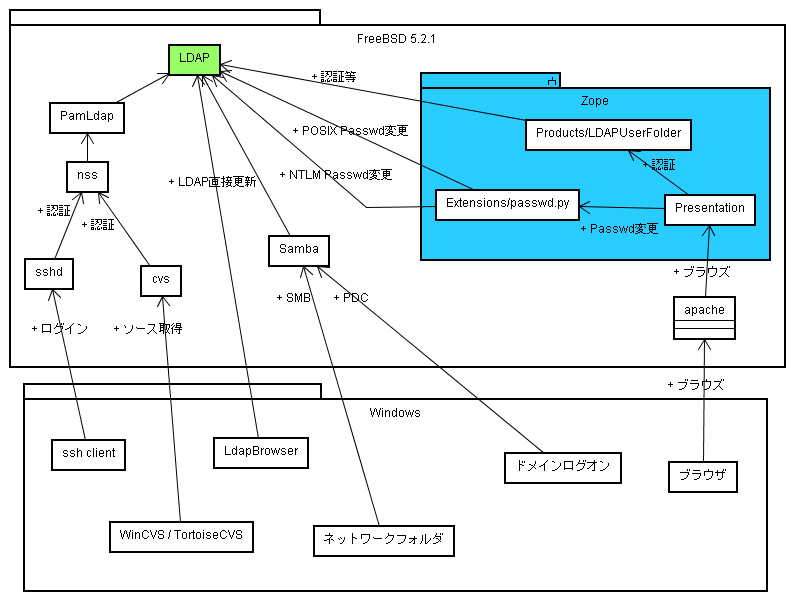 FreeBSD 5.2.1
LDAP
+ 認証等
Zope
PamLdap
+ POSIX Passwd変更
Products/LDAPUserFolder
nss
+ LDAP直接更新
+ NTLM Passwd変更
+ 認証
+ 認証
+ 認証
Extensions/passwd.py
Presentation
+ Passwd変更
Samba
sshd
cvs
+ ブラウズ
+ SMB
+ PDC
apache
+ ログイン
+ ソース取得
+ ブラウズ
Windows
ssh client
LdapBrowser
ドメインログオン
ブラウザ
WinCVS / TortoiseCVS
ネットワークフォルダ